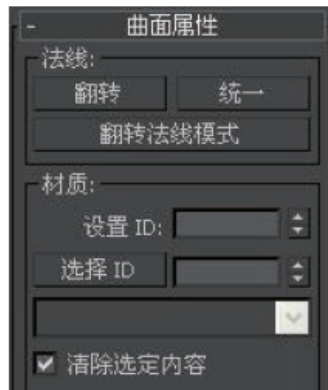 - 曲面属性
法线:
翻转 统一
翻转法线模式
材质:
设置 ID:
选择 ID
清除选定内容